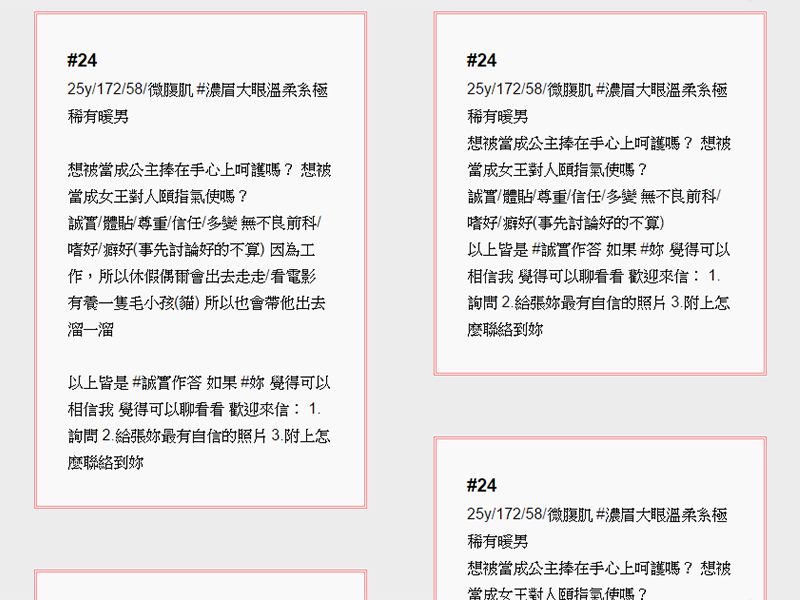 #24
25y/172/58/微腹肌 #濃眉大眼溫柔系極
稀有暖男
想被當成公主捧在手心上呵護嗎? 想被
當成女王對人頤指氣使嗎?
誠實/體貼/尊重/信任/多變 無不良前科/
嗜好/癖好(事先討論好的不算) 因為工
作,所以休假偶爾會出去走走/看電影
有養一隻毛小孩(貓) 所以也會帶他出去
溜一溜
以上皆是 #誠實作答 如果 #妳 覺得可以
相信我 覺得可以聊看看 歡迎來信: 1.
詢問 2.給張妳最有自信的照片 3.附上怎
麼聯絡到妳
#24
25y/172/58/微腹肌 #濃眉大眼溫柔系極
稀有暖男
想被當成公主捧在手心上呵護嗎? 想被
當成女王對人頤指氣使嗎?
誠實/體貼/尊重/信任/多變 無不良前科/
嗜好/癖好(事先討論好的不算)
以上皆是 #誠實作答 如果 #妳 覺得可以
相信我 覺得可以聊看看 歡迎來信: 1.
詢問 2.給張妳最有自信的照片 3.附上怎
麼聯絡到妳
#24
25y/172/58/微腹肌 #濃眉大眼溫柔系極
稀有暖男
想被當成公主捧在手心上呵護嗎? 想被
當成女王對人頤指氣使嗎?